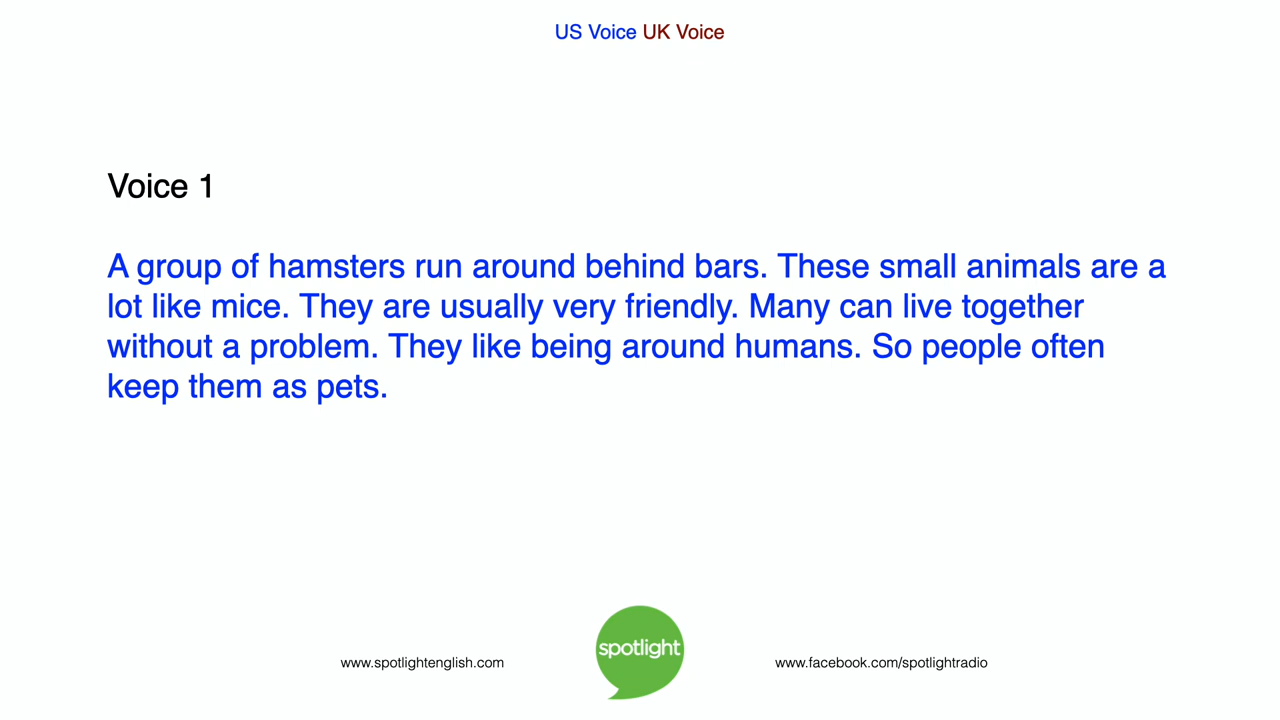 US Voice UK Voice
Voice 1
A group of hamsters run around behind bars. These small animals are a
lot like mice. They are usually very friendly. Many can live together
without a problem. They like being around humans. So people often
keep them as pets.
spotlight
www.spotlightenglish.com
www.facebook.com/spotlightradio